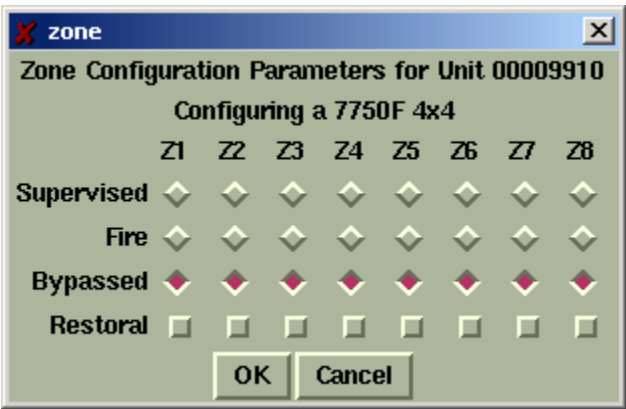 zone
Zone Configuration Parameters for Unit 00009910
Configuring a 7750F 4x4
Z1 Z2 Z3 Z4 Z5 Z6 Z7 Z8
Supervised
Fire
Bypassed
Restoral
OK Cancel